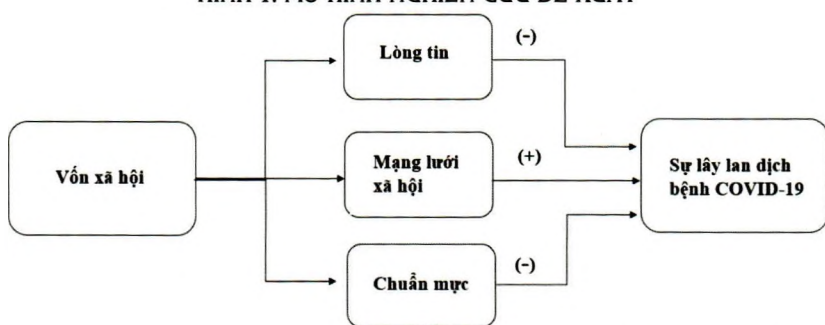 Lòng tin
(-)
Vốn xã hội
Mạng lưới
xã hội
(+)
Sự lây lan dịch
bệnh COVID-19
Chuẩn mực
(-)